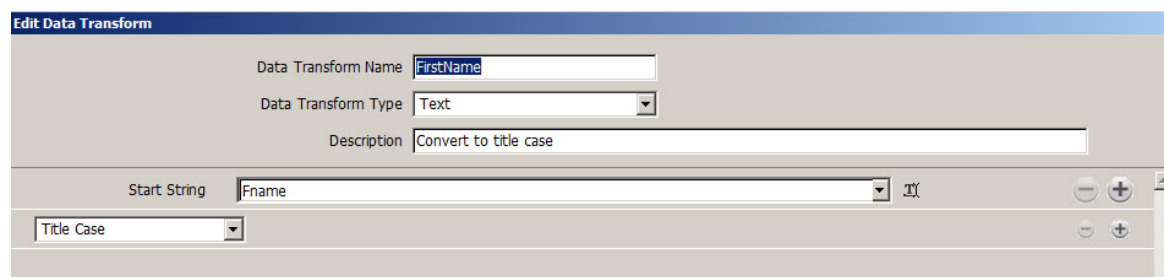 Edit Data Transform
Data Transform Name FirstName
Data Transform Type Text
Description Convert to title case
Start String Fname
Title Case